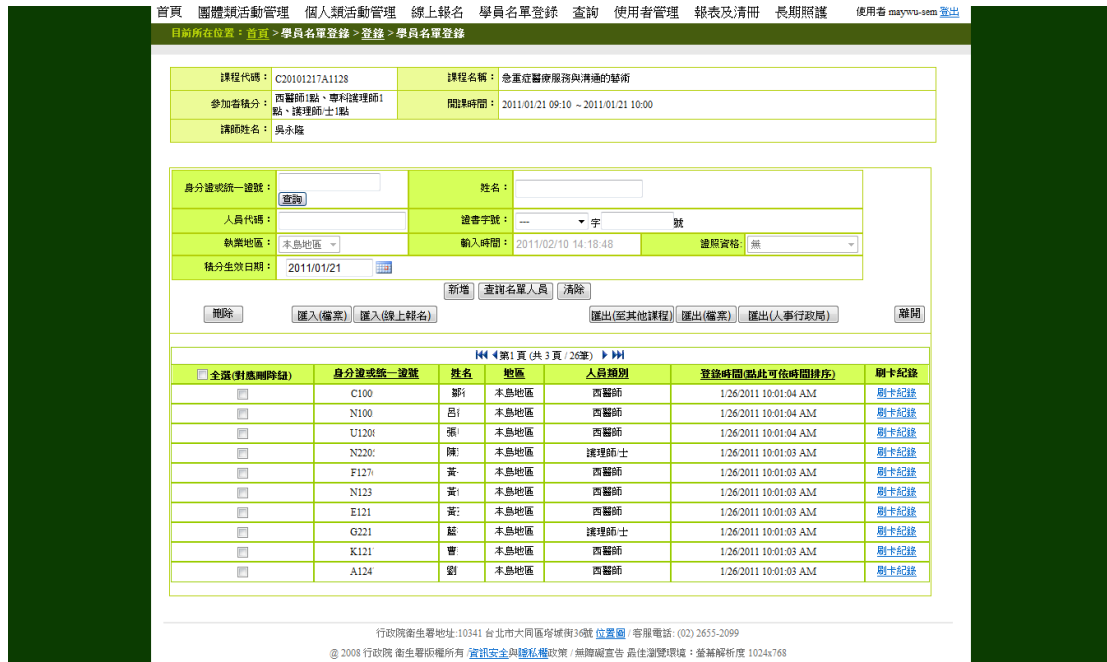 首頁 團體類活動管理 個人類活動管理 線上報名 學員名單登錄 查詢 使用者管理 報表及清冊 長期照護 使用者 maywu-sem 登出
目前所在位置：首頁 > 學員名單登錄 > 登錄 > 學員名單登錄
課程代碼： C20101217A1128 課程名稱： 急重症醫療服務與溝通的藝術
參加者積分： 西醫師1點、專科護理師1點、護理師/士1點 開課時間： 2011/01/21 09:10 ~ 2011/01/21 10:00
講師姓名： 吳永隆
身分證或統一證號： 查詢 姓名：
人員代碼： 證書字號： --- 字 號
執業地區： 本島地區 輸入時間： 2011/02/10 14:18:48 證照資格: 無
積分生效日期： 2011/01/21
新增 查詢名單人員 清除
刪除 匯入(檔案) 匯入(線上報名) 匯出(至其他課程) 匯出(檔案) 匯出(人事行政局) 離開
第1 頁 (共 3 頁 / 26筆)
全選(對應刪除鈕) 身分證或統一證號 姓名 地區 人員類別 登錄時間(點此可依時間排序) 刷卡紀錄
C100 鄒 本島地區 西醫師 1/26/2011 10:01:04 AM 刷卡紀錄
N100 呂 本島地區 西醫師 1/26/2011 10:01:04 AM 刷卡紀錄
U120 張 本島地區 西醫師 1/26/2011 10:01:04 AM 刷卡紀錄
N220 陳 本島地區 護理師/士 1/26/2011 10:01:03 AM 刷卡紀錄
F127 黃 本島地區 西醫師 1/26/2011 10:01:03 AM 刷卡紀錄
N123 黃 本島地區 西醫師 1/26/2011 10:01:03 AM 刷卡紀錄
E121 黃 本島地區 西醫師 1/26/2011 10:01:03 AM 刷卡紀錄
G221 藍 本島地區 護理師/士 1/26/2011 10:01:03 AM 刷卡紀錄
K121 曹 本島地區 西醫師 1/26/2011 10:01:03 AM 刷卡紀錄
A124 劉 本島地區 西醫師 1/26/2011 10:01:03 AM 刷卡紀錄
行政院衛生署地址:10341 台北市大同區塔城街36號 位置圖 / 客服電話: (02) 2655-2099
@ 2008 行政院 衛生署版權所有 /資訊安全與隱私權政策 / 無障礙宣告 最佳瀏覽環境：螢幕解析度 1024x768